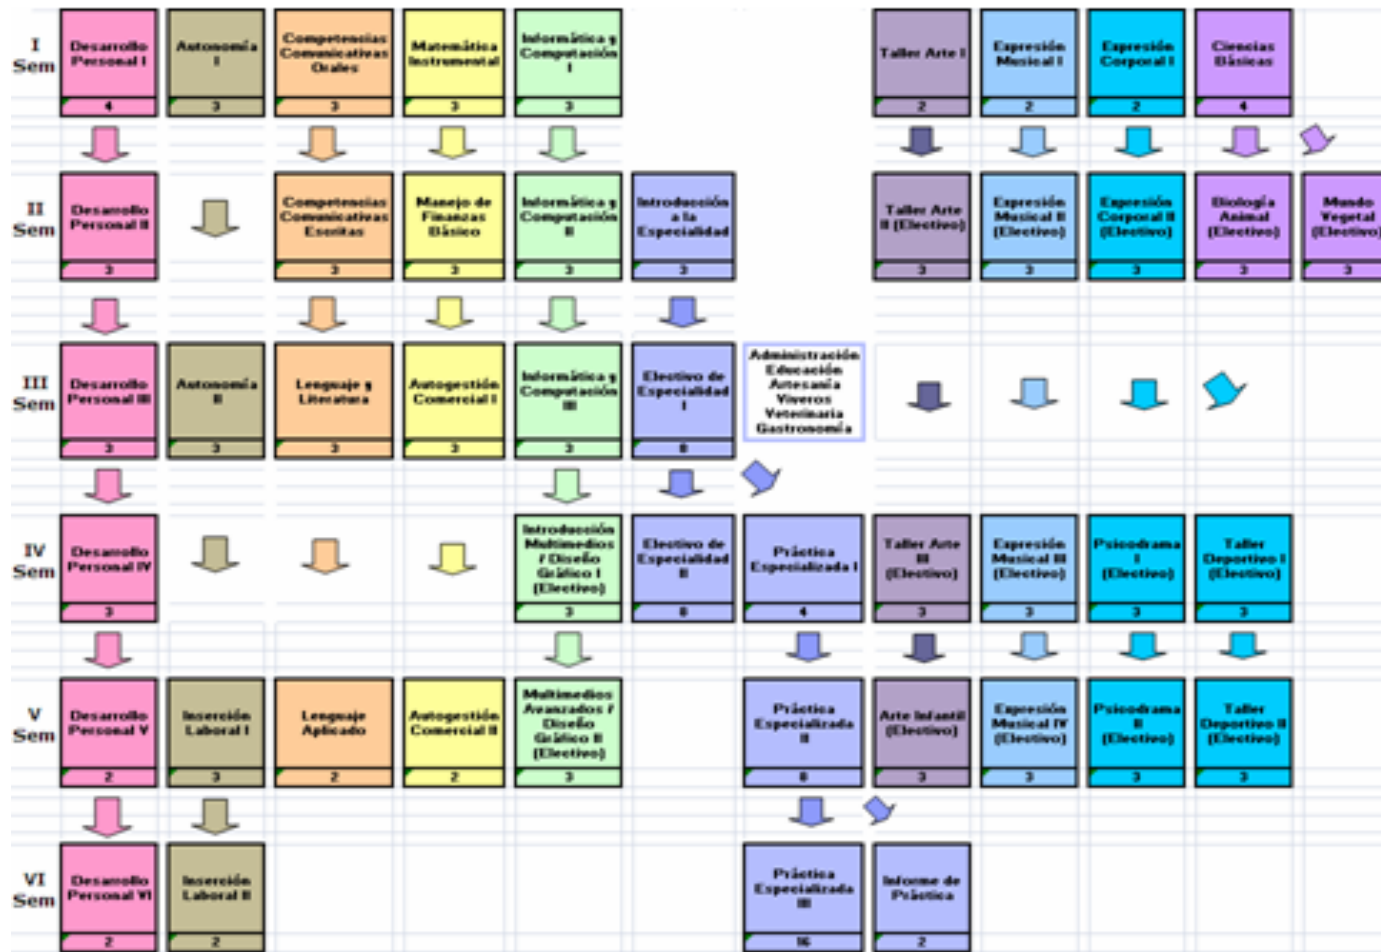 I
Sem
Desarrollo
Personal I
4
Autonomía
I
3
Competencias
Comunicativas
Orales
3
Matemática
Instrumental
3
Informática y
Computación
I
3
Taller Arte I
2
Expresión
Musical I
2
Expresión
Corporal I
2
Ciencias
Básicas
4
II
Sem
Desarrollo
Personal II
3
Competencias
Comunicativas
Escritas
3
Manejo de
Finanzas
Básico
3
Informática y
Computación
II
3
Introducción
a la
Especialidad
3
Taller Arte
II (Electivo)
3
Expresión
Musical II
(Electivo)
3
Expresión
Corporal II
(Electivo)
3
Biología
Animal
(Electivo)
3
Mundo
Vegetal
(Electivo)
3
III
Sem
Desarrollo
Personal III
3
Autonomía
II
3
Lenguaje y
Literatura
3
Autogestión
Comercial I
3
Informática y
Computación
III
3
Electivo de
Especialidad
I
8
Administración
Educación
Artesanía
Viveros
Veterinaria
Gastronomía
IV
Sem
Desarrollo
Personal IV
3
Introducción
Multimedios
/ Diseño
Gráfico I
(Electivo)
3
Electivo de
Especialidad
II
8
Práctica
Especializada I
4
Taller Arte
III
(Electivo)
3
Expresión
Musical III
(Electivo)
3
Psicodrama
I
(Electivo)
3
Taller
Deportivo I
(Electivo)
3
V
Sem
Desarrollo
Personal V
2
Inserción
Laboral I
3
Lenguaje
Aplicado
2
Autogestión
Comercial II
2
Multimedios
Avanzados /
Diseño
Gráfico II
(Electivo)
3
Práctica
Especializada
II
8
Arte Infantil
(Electivo)
3
Expresión
Musical IV
(Electivo)
3
Psicodrama
II
(Electivo)
3
Taller
Deportivo II
(Electivo)
3
VI
Sem
Desarrollo
Personal VI
2
Inserción
Laboral II
2
Práctica
Especializada
III
16
Informe de
Práctica
2